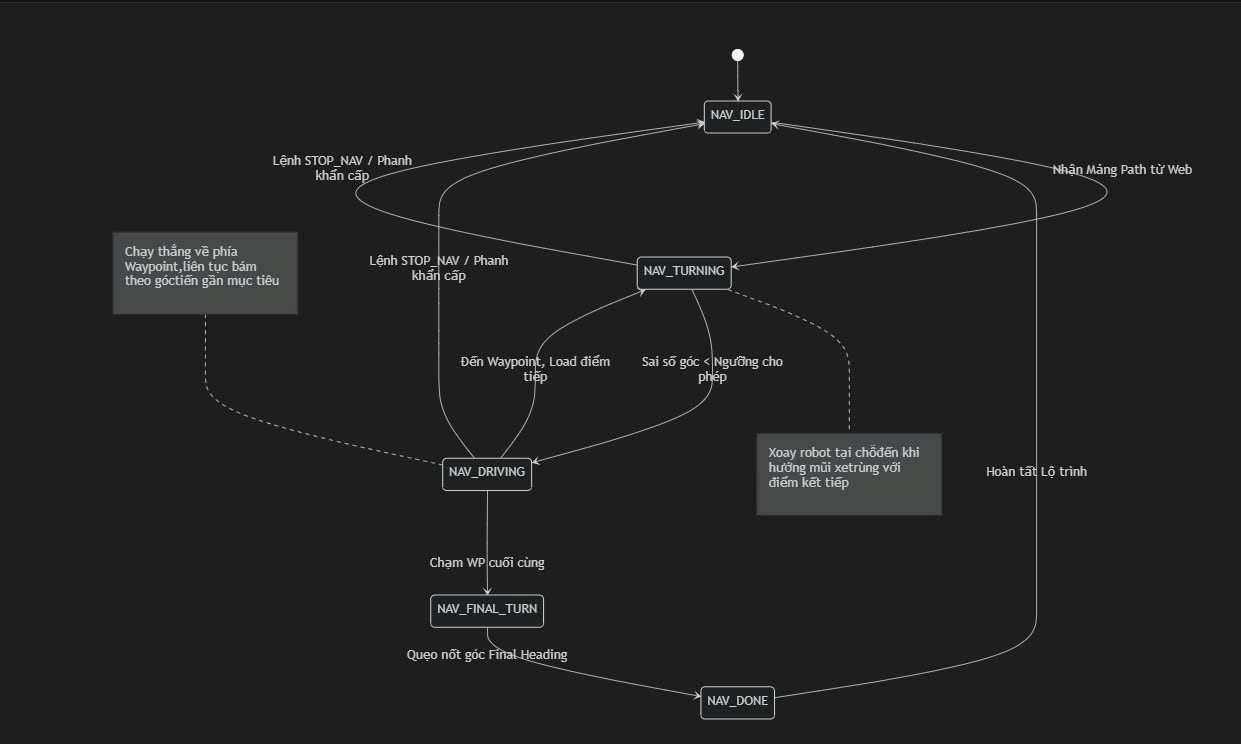 NAV_IDLE
Lệnh STOP_NAV / Phanh
khẩn cấp
Nhận Mảng Path từ Web
Chạy thẳng về phía
Waypoint,liên tục bám
theo góctiến gần mục tiêu
Lệnh STOP_NAV / Phanh
khẩn cấp
NAV_TURNING
Đến Waypoint, Load điểm
tiếp
Sai số góc < Ngưỡng cho
phép
NAV_DRIVING
Xoay robot tại chỗđến khi
hướng mũi xetrùng với
điểm kết tiếp
Hoàn tất Lộ trình
Chạm WP cuối cùng
NAV_FINAL_TURN
Quẹo nốt góc Final Heading
NAV_DONE